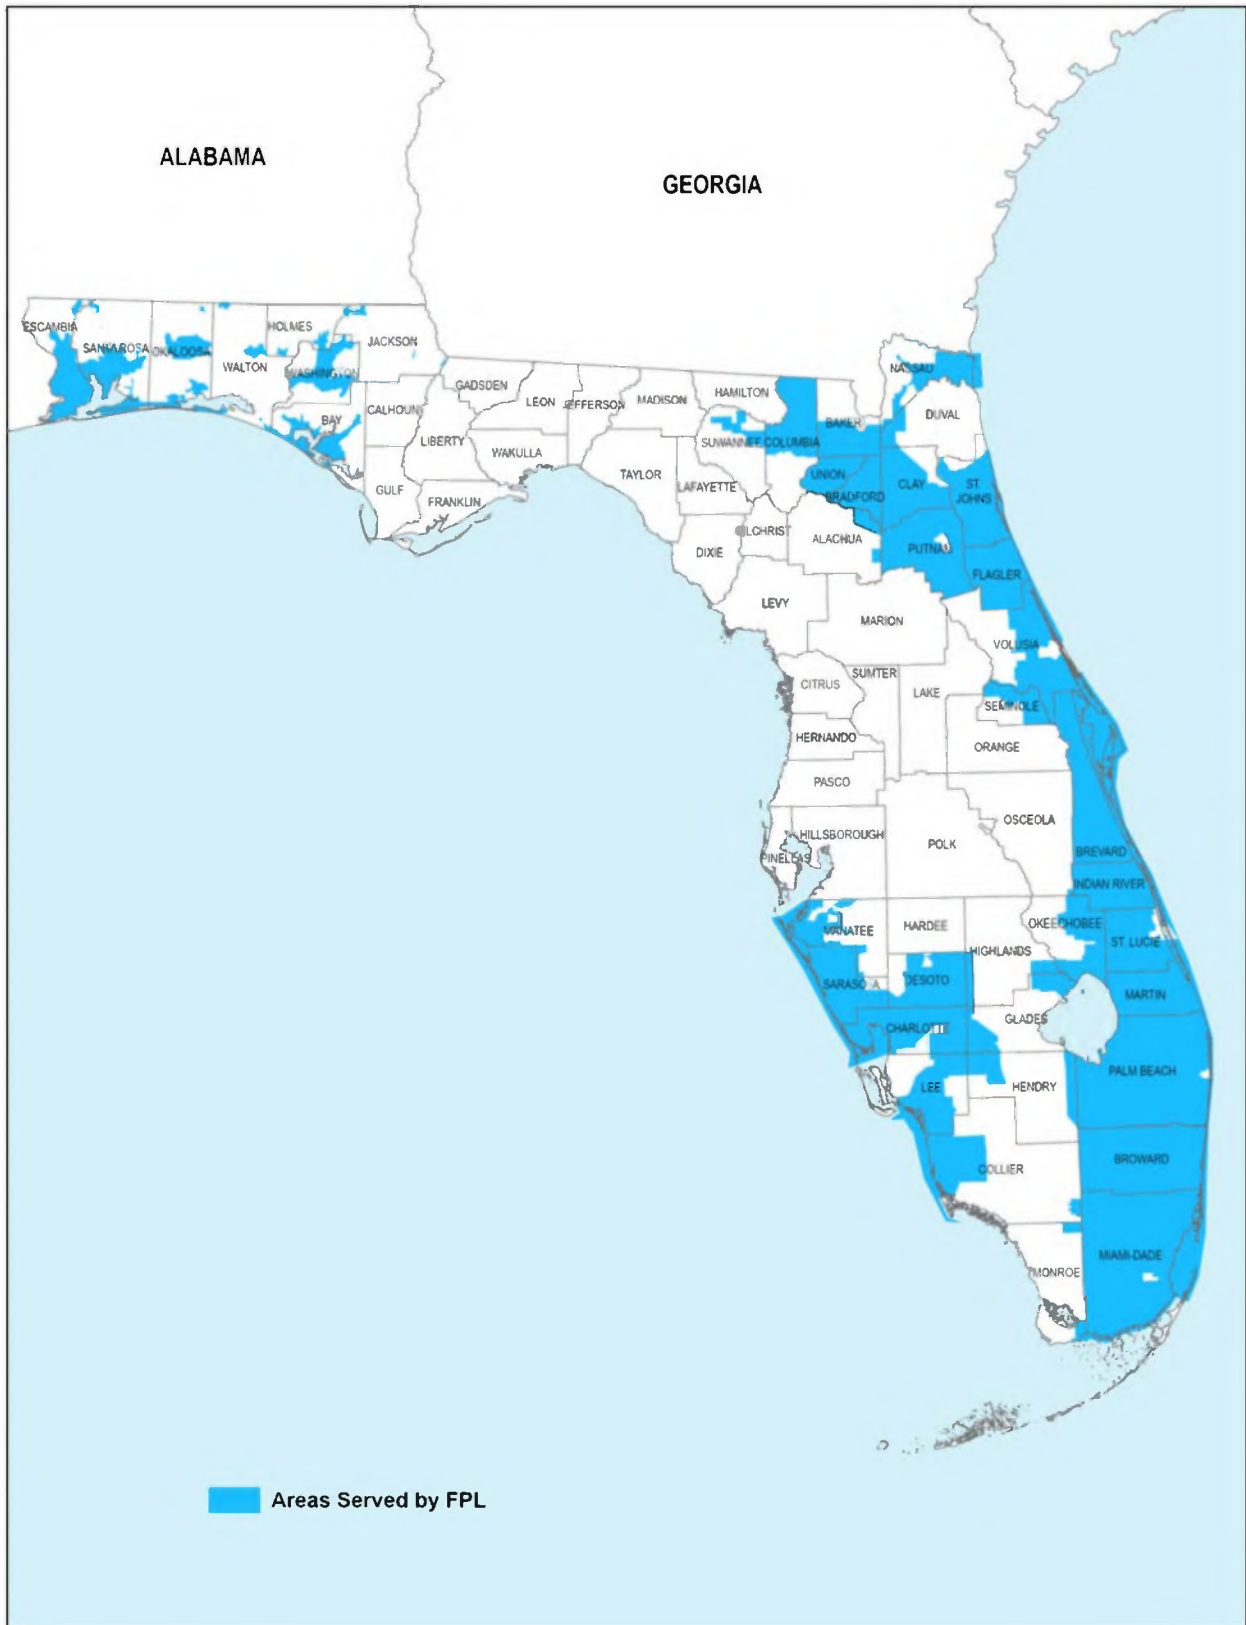 ALABAMA
GEORGIA
ESCAMBIA
SANTA ROSA
OKALOOSA
WALTON
HOLMES
WASHINGTON
JACKSON
BAY
CALHOUN
GULF
GADSDEN
LIBERTY
LEON
JEFFERSON
WAKULLA
FRANKLIN
MADISON
TAYLOR
HAMILTON
SUWANNEE
COLUMBIA
LAFAYETTE
DIXIE
LCHRIST
BAKER
NASSAU
DUVAL
UNION
BRADFORD
CLAY
ST.
JOHNS
ALACHUA
PUTNAM
FLAGLER
LEVY
MARION
VOLUSIA
CITRUS
SUMTER
LAKE
SEMINOLE
HERNANDO
ORANGE
PASCO
OSCEOLA
HILLSBOROUGH
PINELLAS
POLK
BREVARD
INDIAN RIVER
MANATEE
HARDEE
OKEECHOBEE
HIGHLANDS
ST. LUCIE
SARASOTA
DESOTO
MARTIN
CHARLOTTE
GLADES
LEE
HENDRY
PALM BEACH
COLLIER
BROWARD
MIAMI-DADE
MONROE
Areas Served by FPL